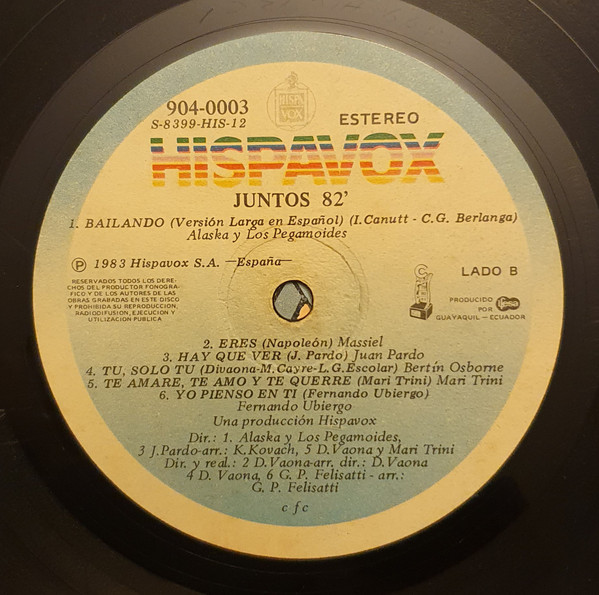 HISPAVOX
904-0003
S-8399-HIS-12
ESTEREO
HISPAVOX
JUNTOS 82'
1. BAILANDO (Versión Larga en Español) (I. Canutt - C.G. Berlanga)
Alaska y Los Pegamoides
Ⓟ 1983 Hispavox S.A. —España—
RESERVADOS TODOS LOS DERE-
CHOS DEL PRODUCTOR FONOGRA-
FICO Y DE LOS AUTORES DE LAS
OBRAS GRABADAS EN ESTE DISCO
Y PROHIBIDA SU REPRODUCCION,
RADIODIFUSION, EJECUCION Y
UTILIZACION PUBLICA
LADO B
PRODUCIDO
POR
GUAYAQUIL — ECUADOR
2. ERES (Napoleón) Massiel
3. HAY QUE VER (J. Pardo) Juan Pardo
4. TU, SOLO TU (Divaona-M.Cayre-L.G.Escolar) Bertín Osborne
5. TE AMARE, TE AMO Y TE QUERRE (Mari Trini) Mari Trini
6. YO PIENSO EN TI (Fernando Ubiergo)
Fernando Ubiergo
Una producción Hispavox
Dir.: 1. Alaska y Los Pegamoides,
3 J.Pardo-arr.: K.Kovach, 5 D.Vaona y Mari Trini
Dir. y real.: 2 D.Vaona-arr. dir.: D.Vaona
4 D. Vaona, 6 G. P. Felisatti - arr.:
G. P. Felisatti
c f c